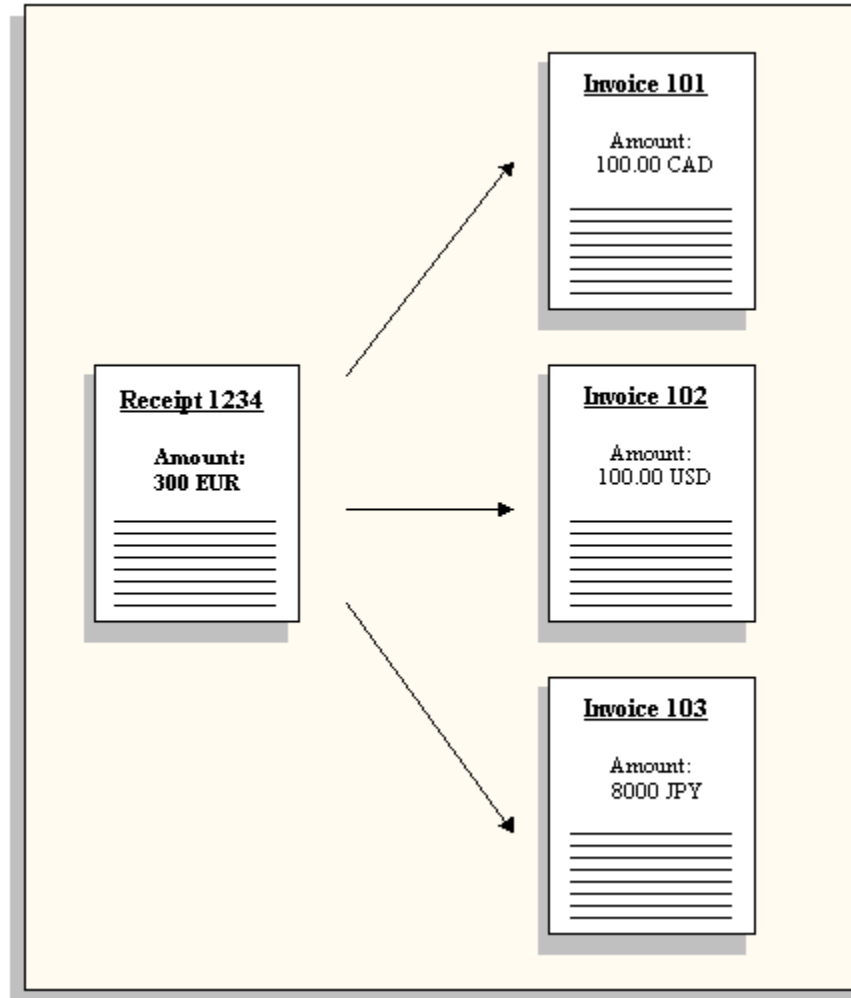 Receipt 1234
Amount:
300 EUR
Invoice 101
Amount:
100.00 CAD
Invoice 102
Amount:
100.00 USD
Invoice 103
Amount:
8000 JPY